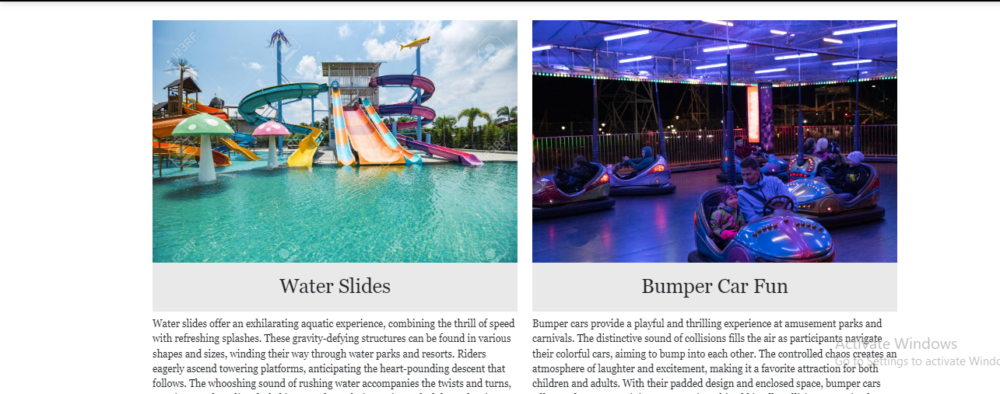 Water Slides
Water slides offer an exhilarating aquatic experience, combining the thrill of speed
with refreshing splashes. These gravity-defying structures can be found in various
shapes and sizes, winding their way through water parks and resorts. Riders
eagerly ascend towering platforms, anticipating the heart-pounding descent that
follows. The whooshing sound of rushing water accompanies the twists and turns,
Bumper Car Fun
Bumper cars provide a playful and thrilling experience at amusement parks and
carnivals. The distinctive sound of collisions fills the air as participants navigate
their colorful cars, aiming to bump into each other. The controlled chaos creates an
atmosphere of laughter and excitement, making it a favorite attraction for both
children and adults. With their padded design and enclosed space, bumper cars
Activate Windows
Go to Settings to activate
123RF